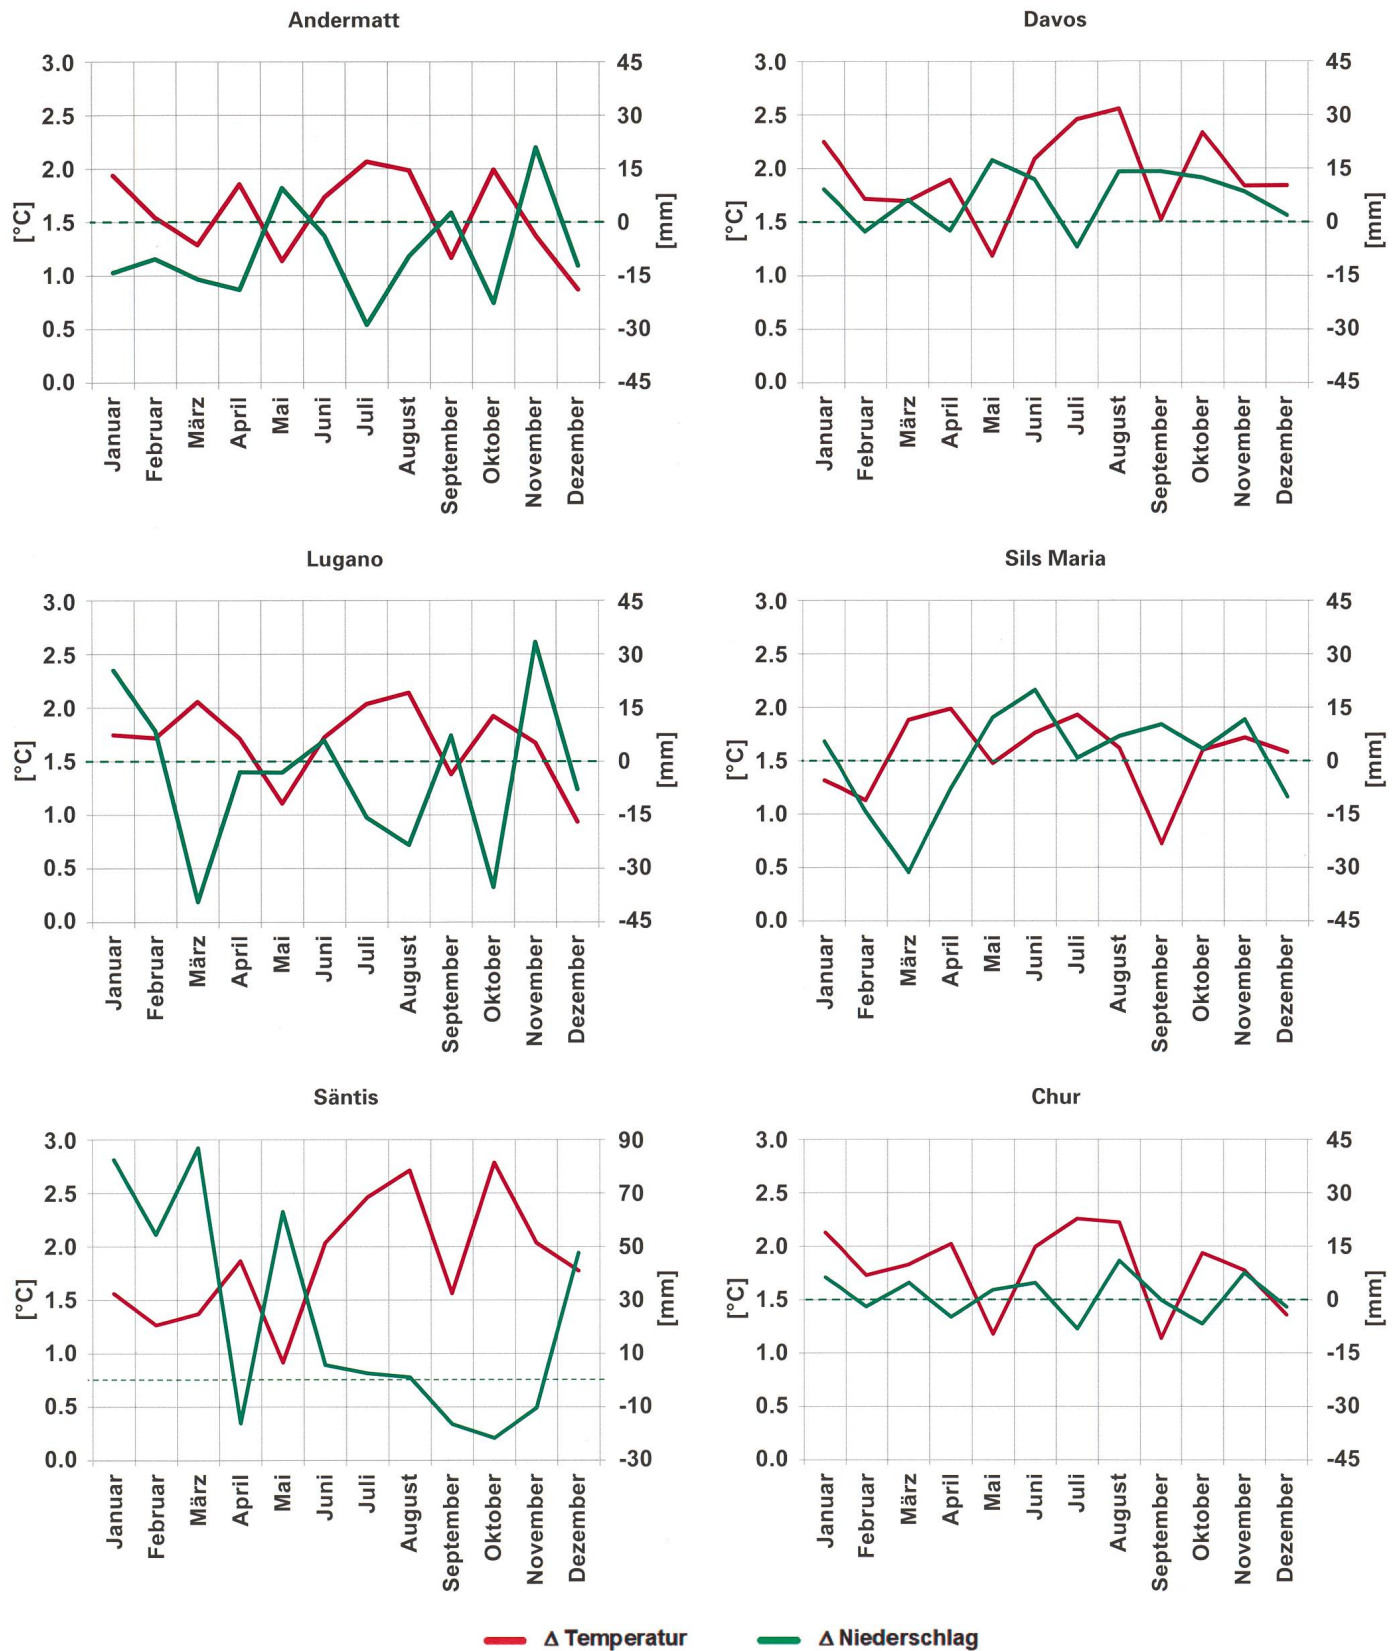 Andermatt
3.0 45
2.5 30
2.0 15
1.5 0
1.0 -15
0.5 -30
0.0 -45
[°C]
[mm]
Januar Februar März April Mai Juni Juli August September Oktober November Dezember
Davos
3.0 45
2.5 30
2.0 15
1.5 0
1.0 -15
0.5 -30
0.0 -45
[°C]
[mm]
Januar Februar März April Mai Juni Juli August September Oktober November Dezember
Lugano
3.0 45
2.5 30
2.0 15
1.5 0
1.0 -15
0.5 -30
0.0 -45
[°C]
[mm]
Januar Februar März April Mai Juni Juli August September Oktober November Dezember
Sils Maria
3.0 45
2.5 30
2.0 15
1.5 0
1.0 -15
0.5 -30
0.0 -45
[°C]
[mm]
Januar Februar März April Mai Juni Juli August September Oktober November Dezember
Säntis
3.0 90
2.5 70
2.0 50
1.5 30
1.0 10
0.5 -10
0.0 -30
[°C]
[mm]
Januar Februar März April Mai Juni Juli August September Oktober November Dezember
Chur
3.0 45
2.5 30
2.0 15
1.5 0
1.0 -15
0.5 -30
0.0 -45
[°C]
[mm]
Januar Februar März April Mai Juni Juli August September Oktober November Dezember
Δ Temperatur Δ Niederschlag